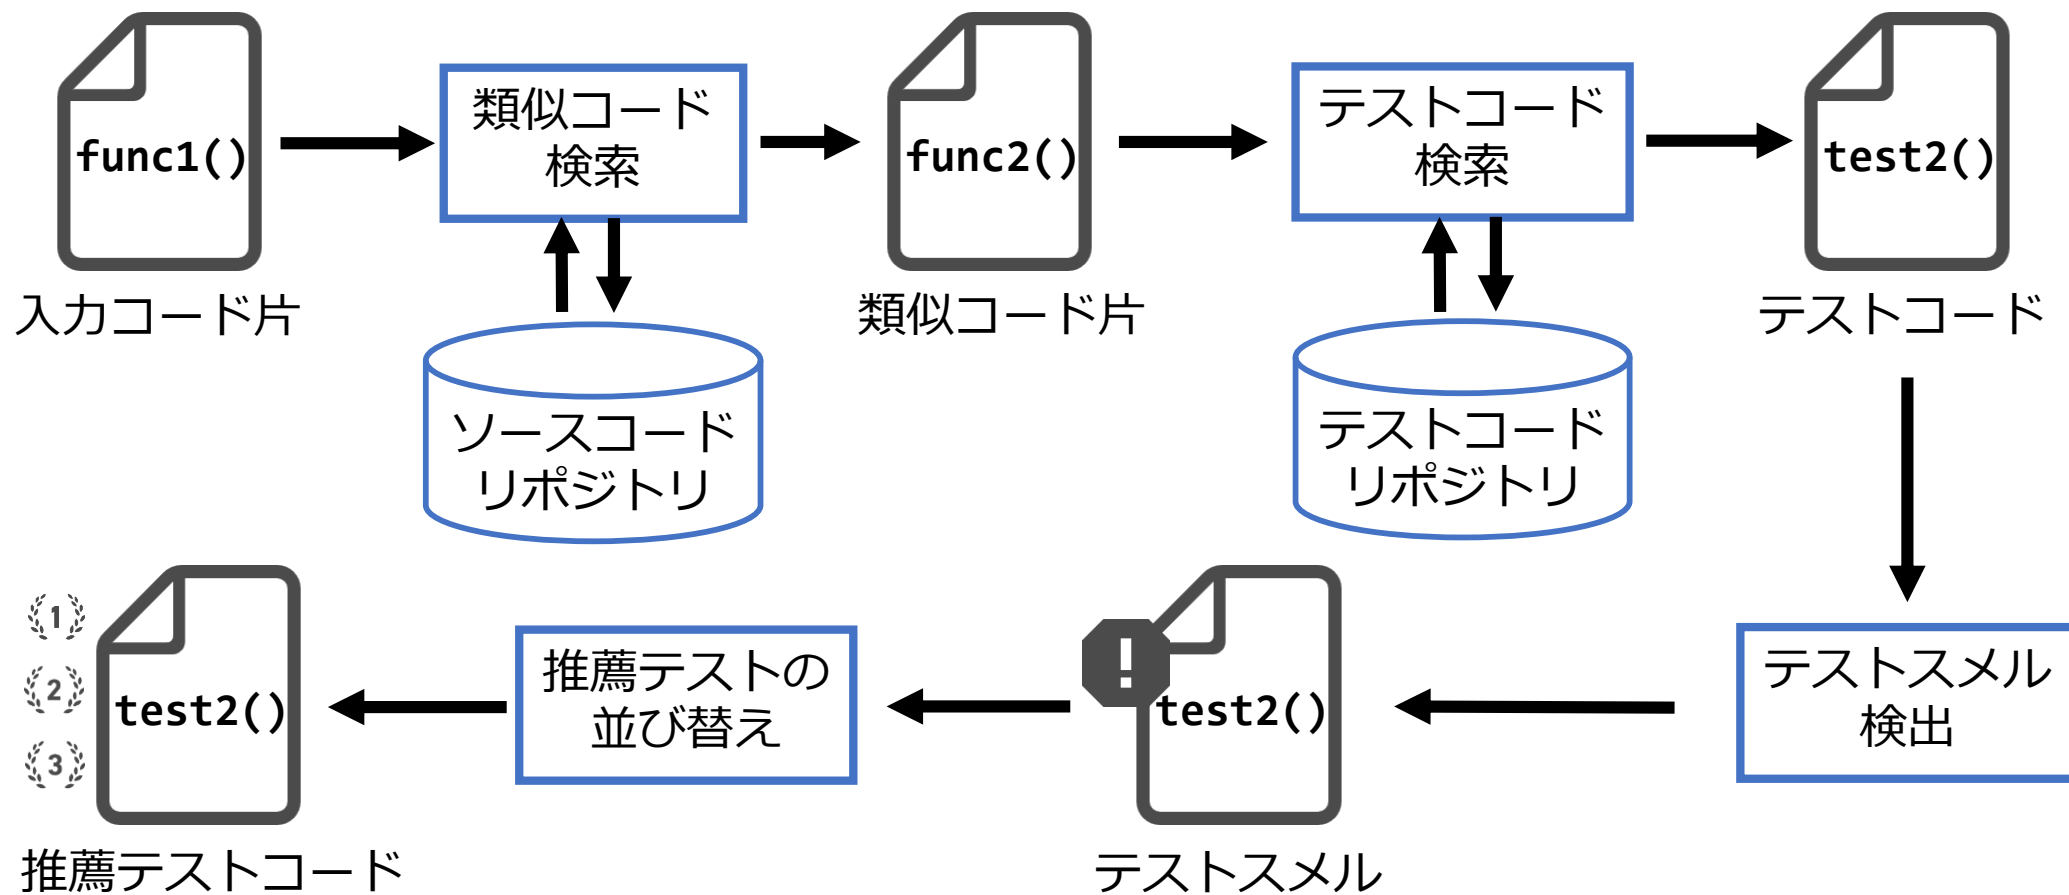 func1()
類似コード
検索
func2()
テストコード
検索
test2()
入力コード片
類似コード片
テストコード
ソースコード
リポジトリ
テストコード
リポジトリ
1
2
3
test2()
推薦テストの
並び替え
!
test2()
テストスメル
検出
推薦テストコード
テストスメル